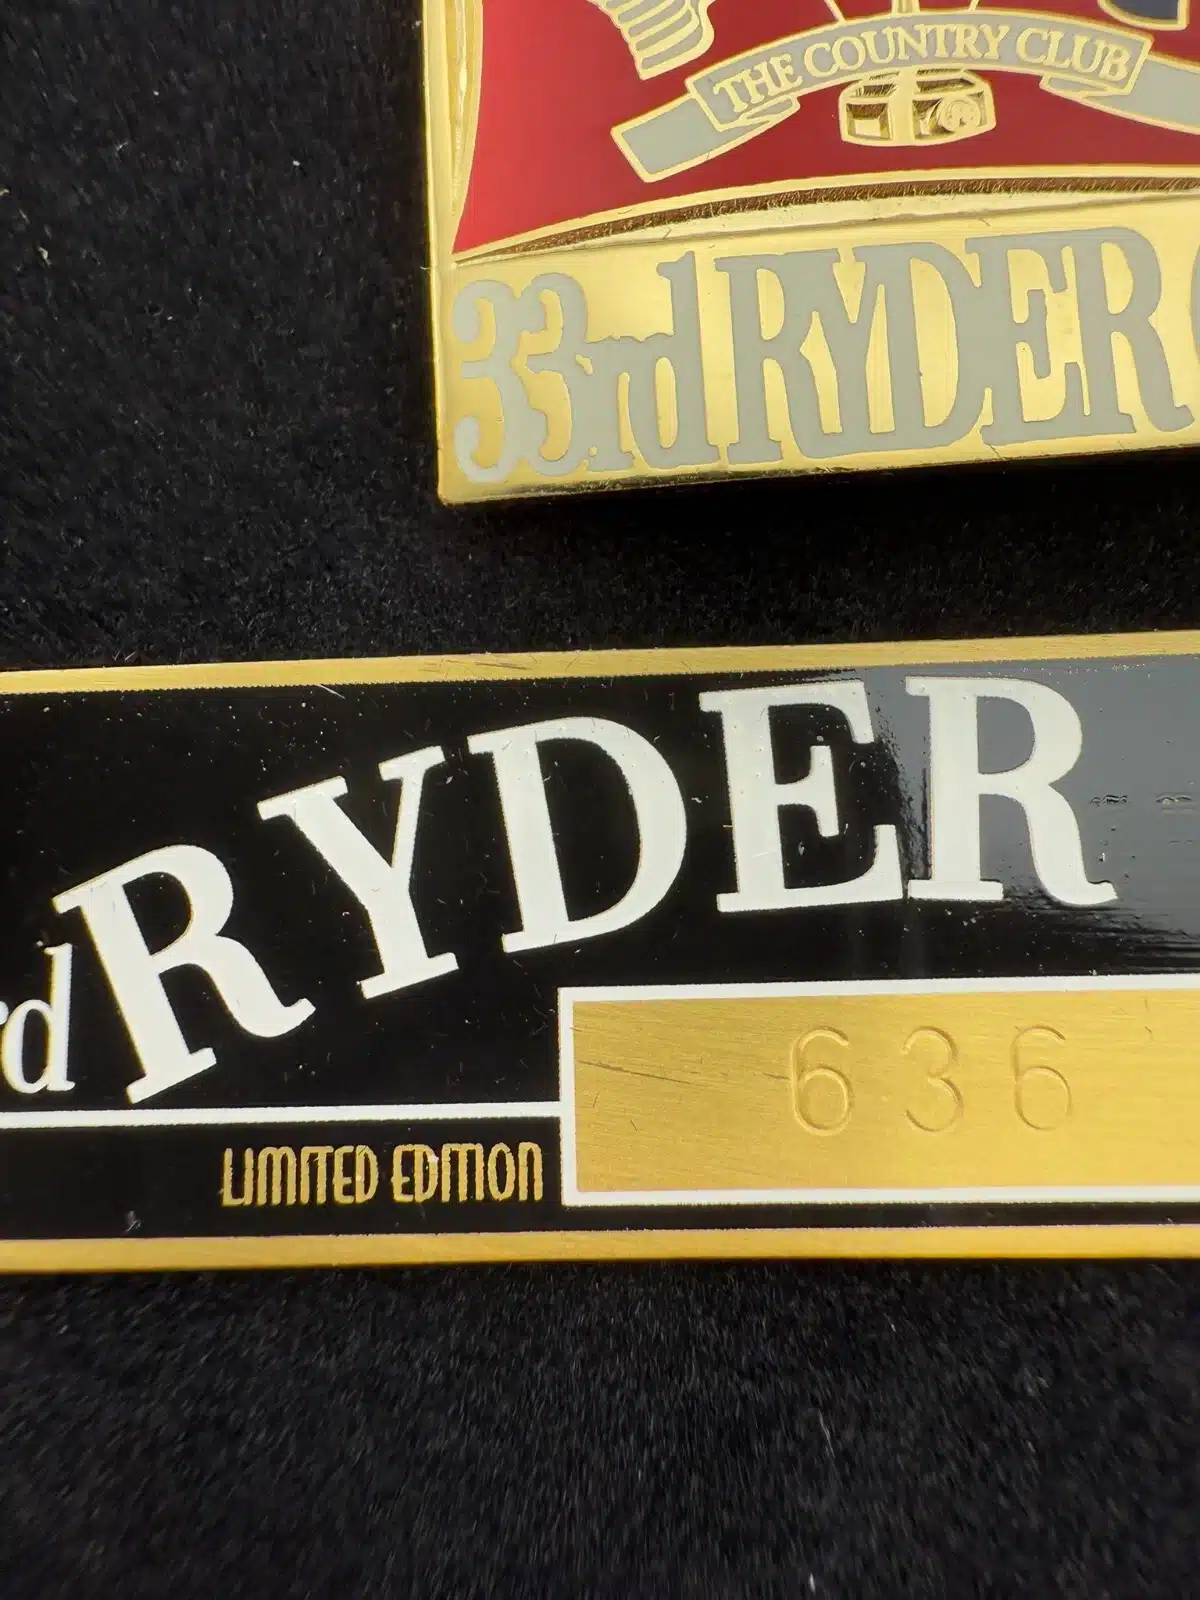 THE COUNTRY CLUB
33rd RYDER
rd RYDER
636
LIMITED EDITION